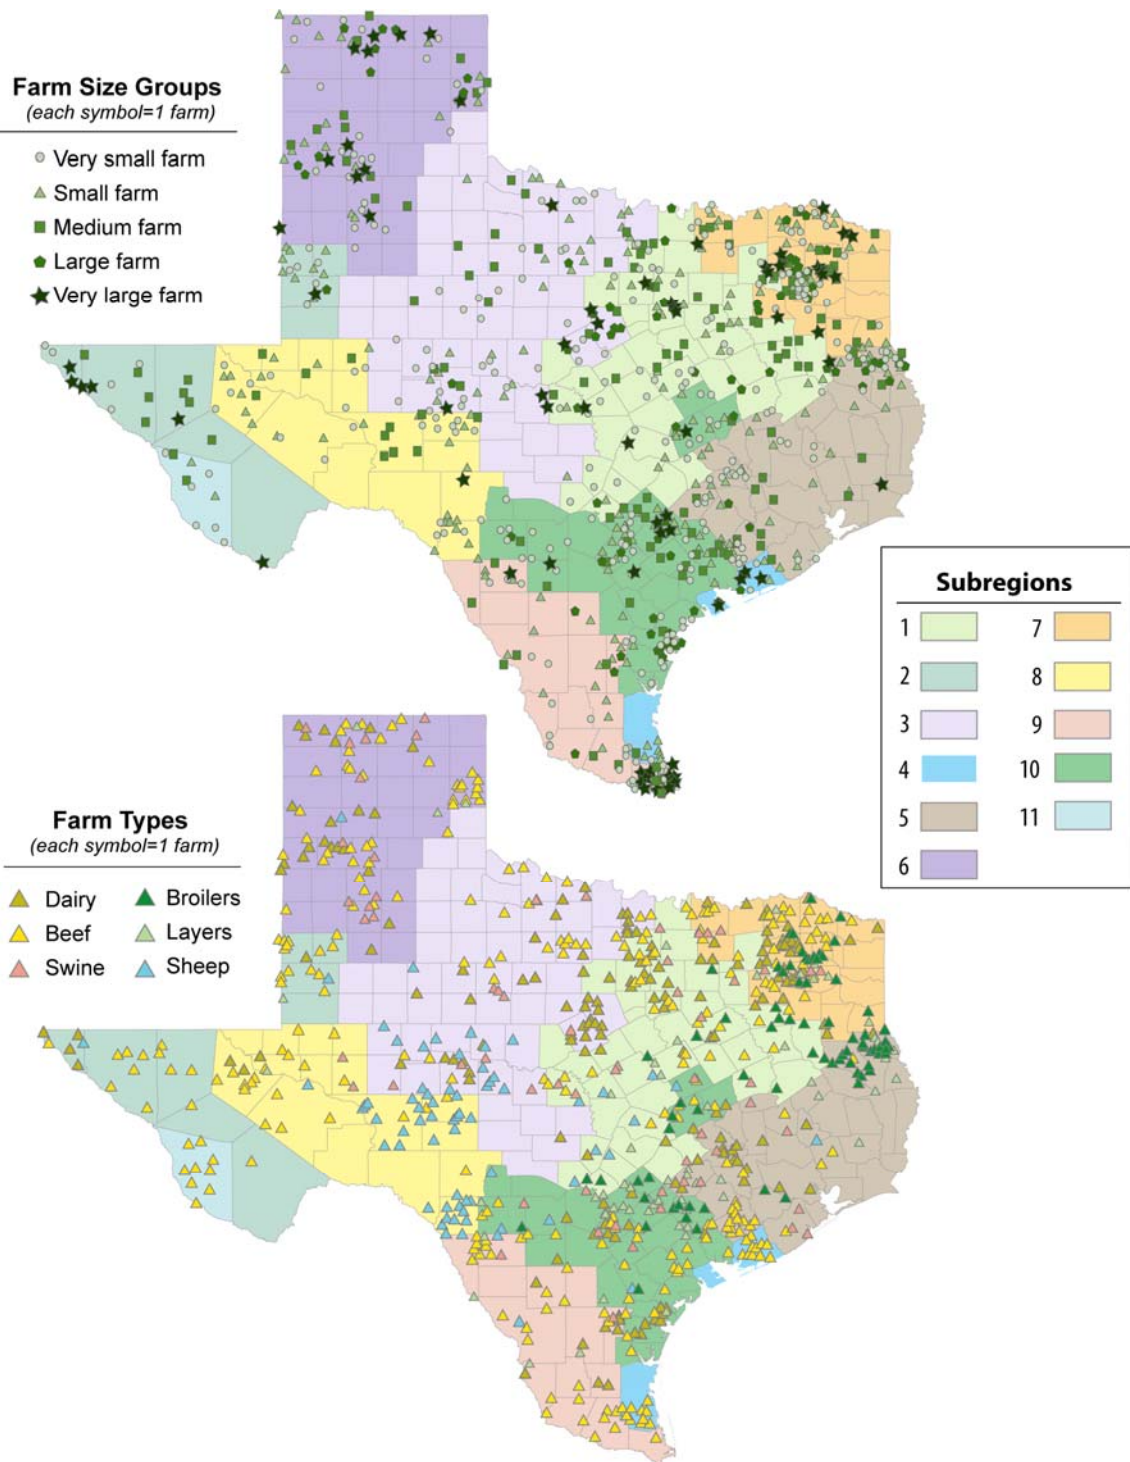 Farm Size Groups
(each symbol=1 farm)
Very small farm
Small farm
Medium farm
Large farm
Very large farm
Subregions
1 7
2 8
3 9
4 10
5 11
6
Farm Types
(each symbol=1 farm)
Dairy Broilers
Beef Layers
Swine Sheep